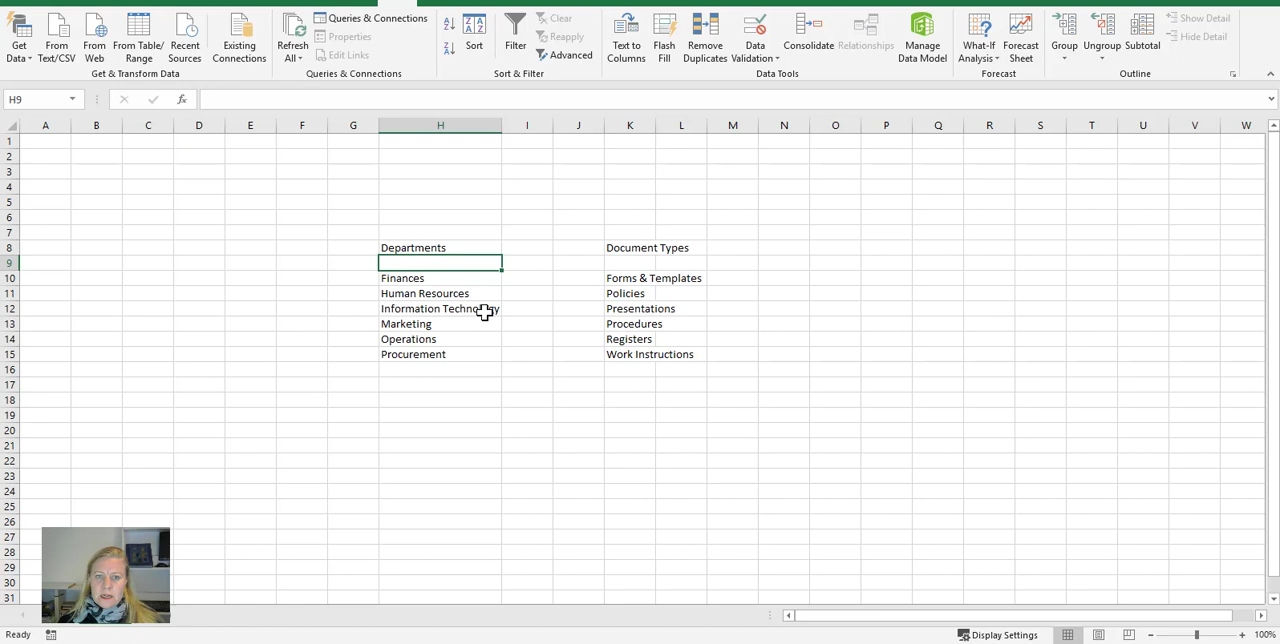 Get Data
From Text/CSV
From Web
From Table/ Range
Recent Sources
Existing Connections
Get & Transform Data
Refresh All
Queries & Connections
Properties
Edit Links
Queries & Connections
Sort
Filter
Clear
Reapply
Advanced
Sort & Filter
Text to Columns
Flash Fill
Remove Duplicates
Data Validation
Consolidate
Relationships
Manage Data Model
Data Tools
What-If Analysis
Forecast Sheet
Forecast
Group
Ungroup
Subtotal
Show Detail
Hide Detail
Outline
H9
fx
A B C D E F G H I J K L M N O P Q R S T U V W
1
2
3
4
5
6
7
8 Departments Document Types
9
10 Finances Forms & Templates
11 Human Resources Policies
12 Information Technology Presentations
13 Marketing Procedures
14 Operations Registers
15 Procurement Work Instructions
16
17
18
19
20
21
22
23
24
25
26
27
28
29
30
31
Ready
Display Settings
100%